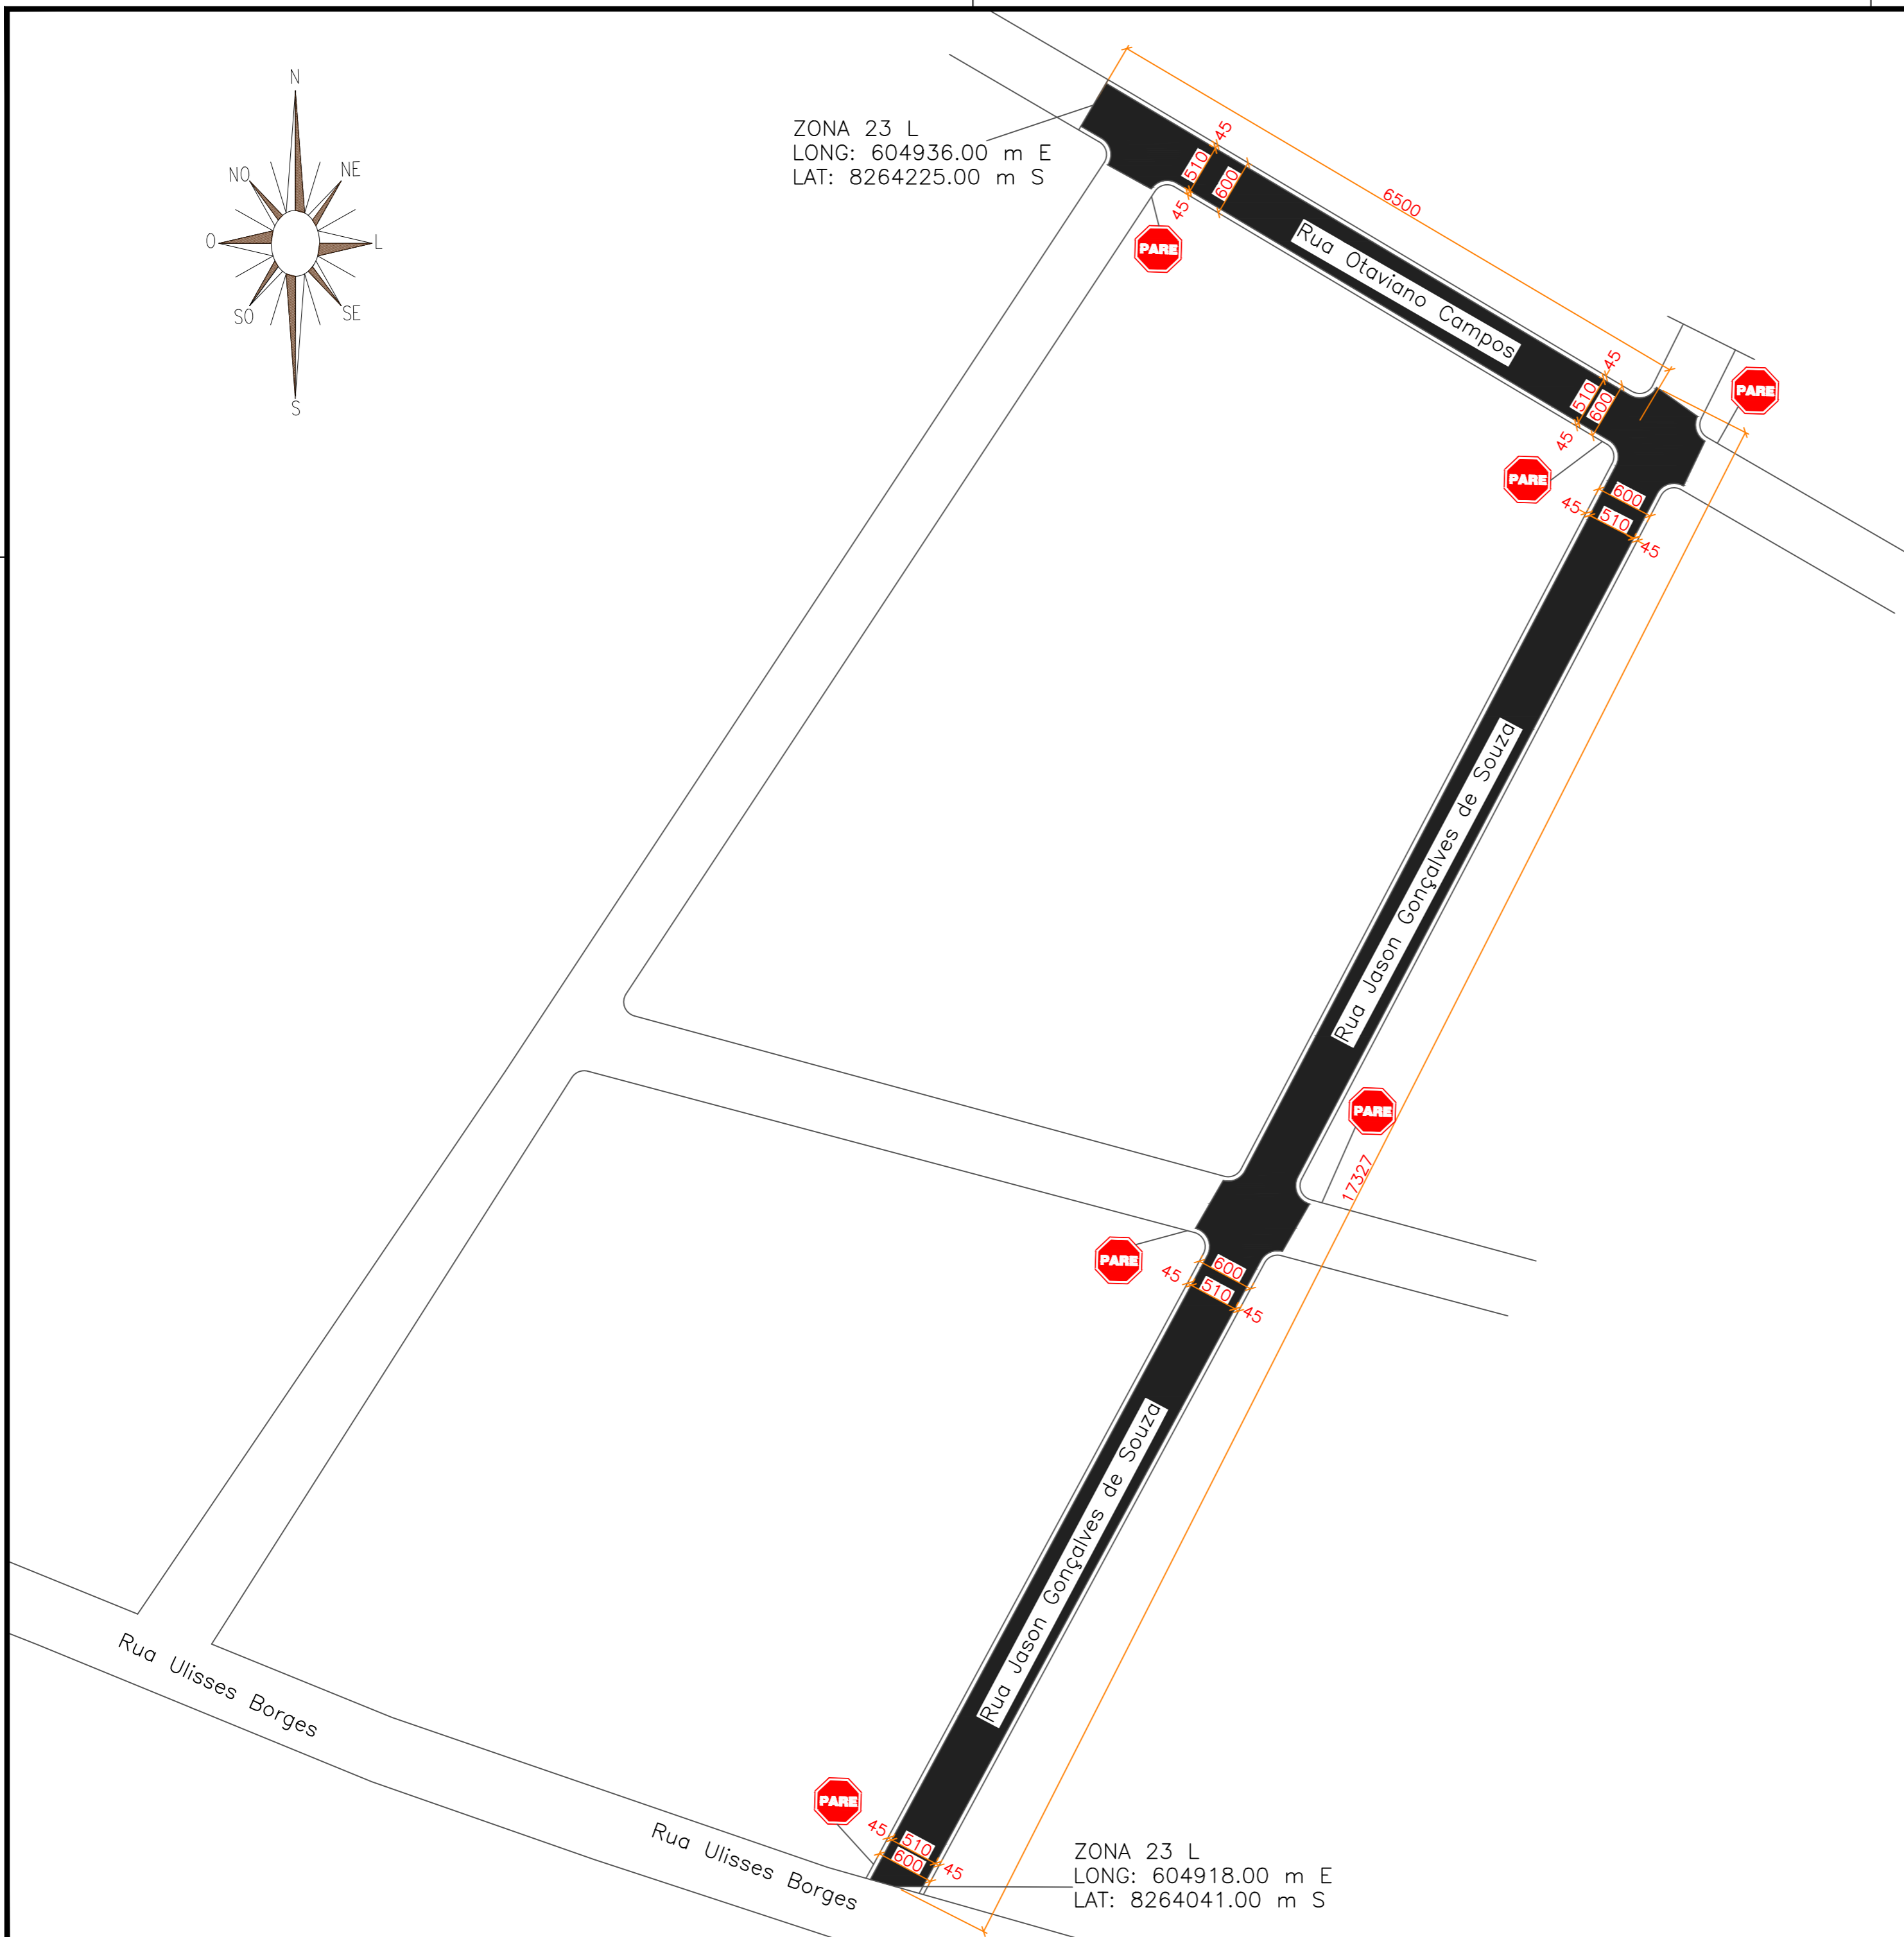 N
NO
NE
O
L
SO
SE
S
ZONA 23 L
LONG: 604936.00 m E
LAT: 8264225.00 m S
45
510
600
45
PARE
6500
Rua Otaviano Campos
45
510
600
45
PARE
PARE
600
45
510
45
Rua Jason Gonçalves de Souza
PARE
17327
PARE
600
45
510
45
Rua Jason Gonçalves de Souza
Rua Ulisses Borges
PARE
Rua Ulisses Borges
45
510
600
45
ZONA 23 L
LONG: 604918.00 m E
LAT: 8264041.00 m S